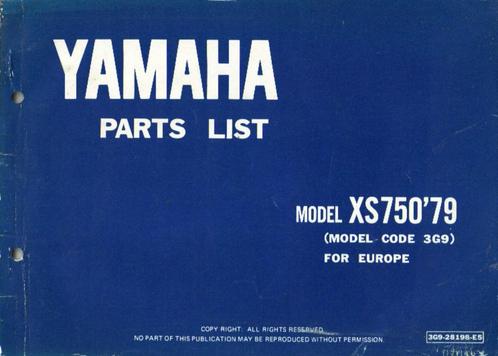 YAMAHA
PARTS LIST
MODEL XS750'79
(MODEL CODE 3G9)
FOR EUROPE
COPY RIGHT. ALL RIGHTS RESERVED.
NO PART OF THIS PUBLICATION MAY BE REPRODUCED WITHOUT PERMISSION.
3G9-28198-E5